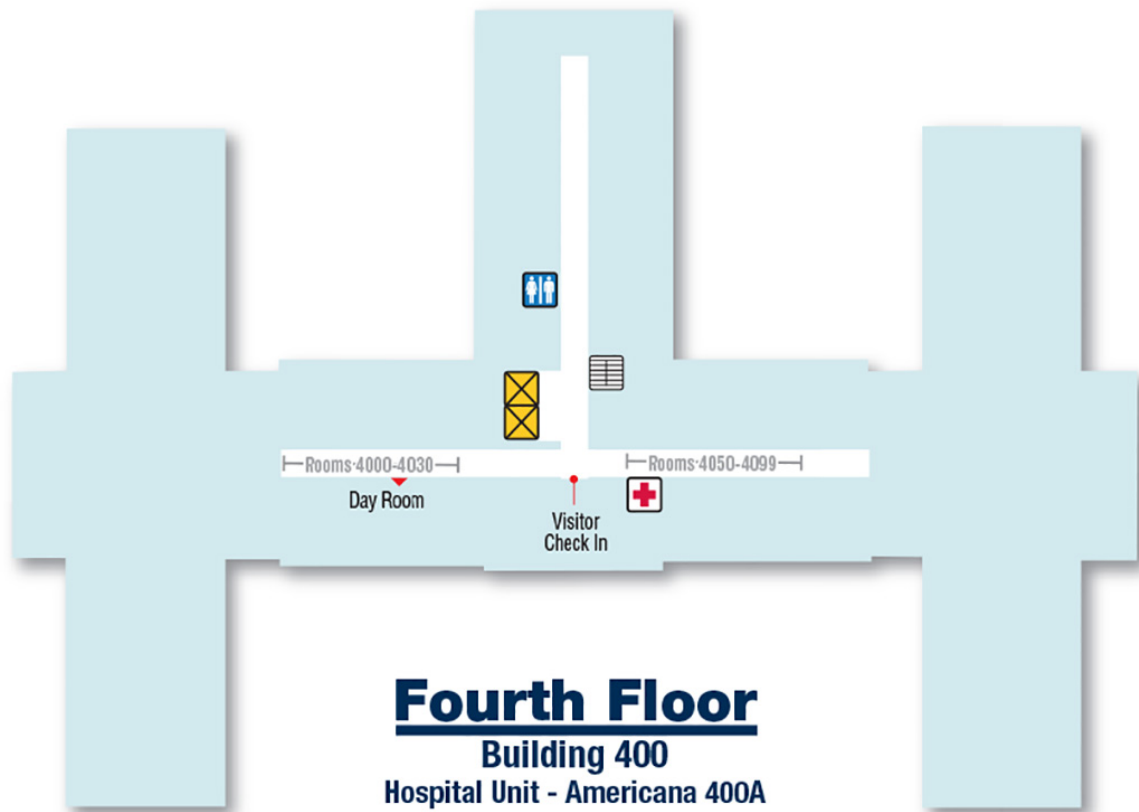 Rooms·4000-4030
Rooms·4050-4099
Day Room
Visitor
Check In
Fourth Floor
Building 400
Hospital Unit - Americana 400A